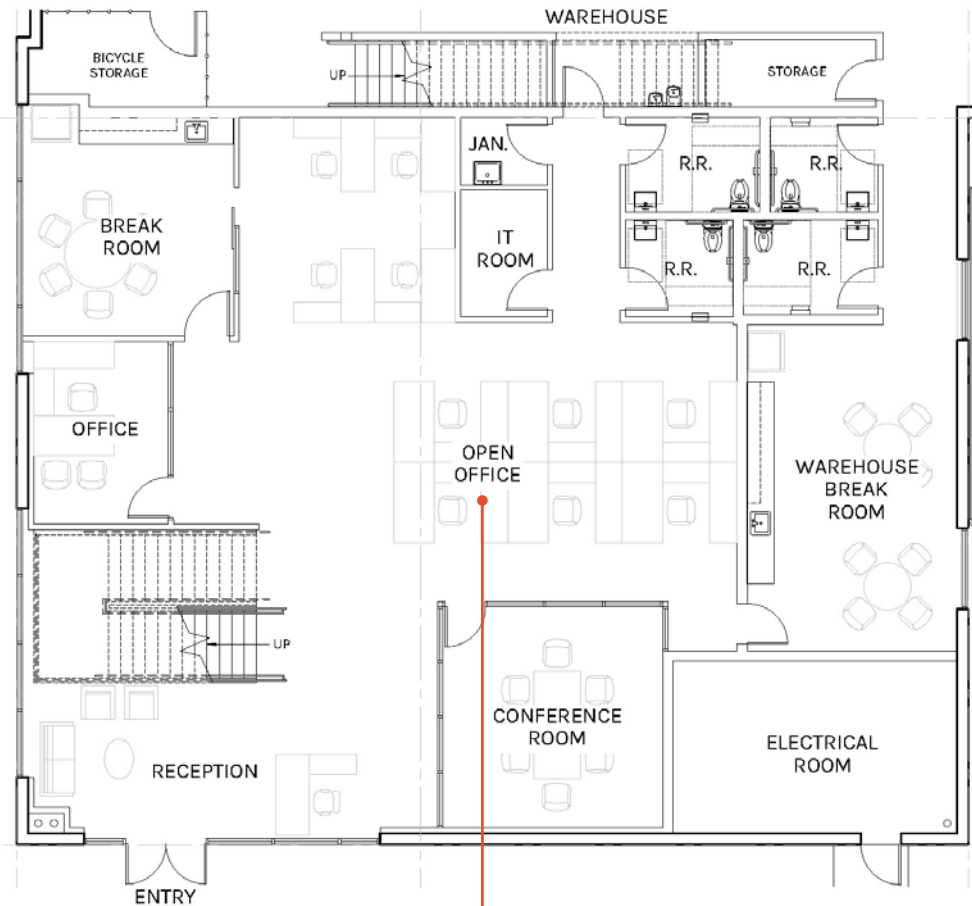 WAREHOUSE
BICYCLE
STORAGE
UP
STORAGE
JAN.
R.R.
R.R.
BREAK
ROOM
IT
ROOM
R.R.
R.R.
OFFICE
OPEN
OFFICE
WAREHOUSE
BREAK
ROOM
UP
CONFERENCE
ROOM
RECEPTION
ELECTRICAL
ROOM
ENTRY